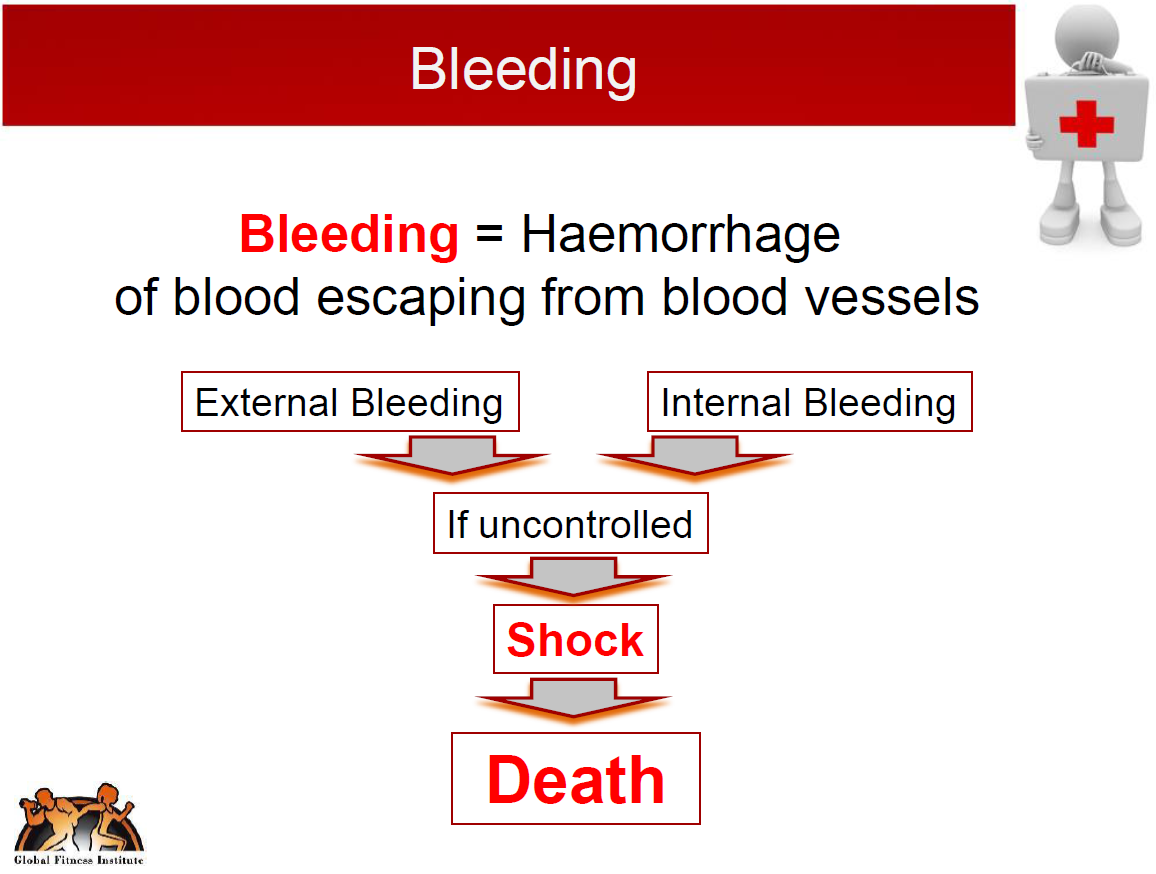 Bleeding
Bleeding = Haemorrhage
of blood escaping from blood vessels
External Bleeding
Internal Bleeding
If uncontrolled
Shock
Death
Global Fitness Institute